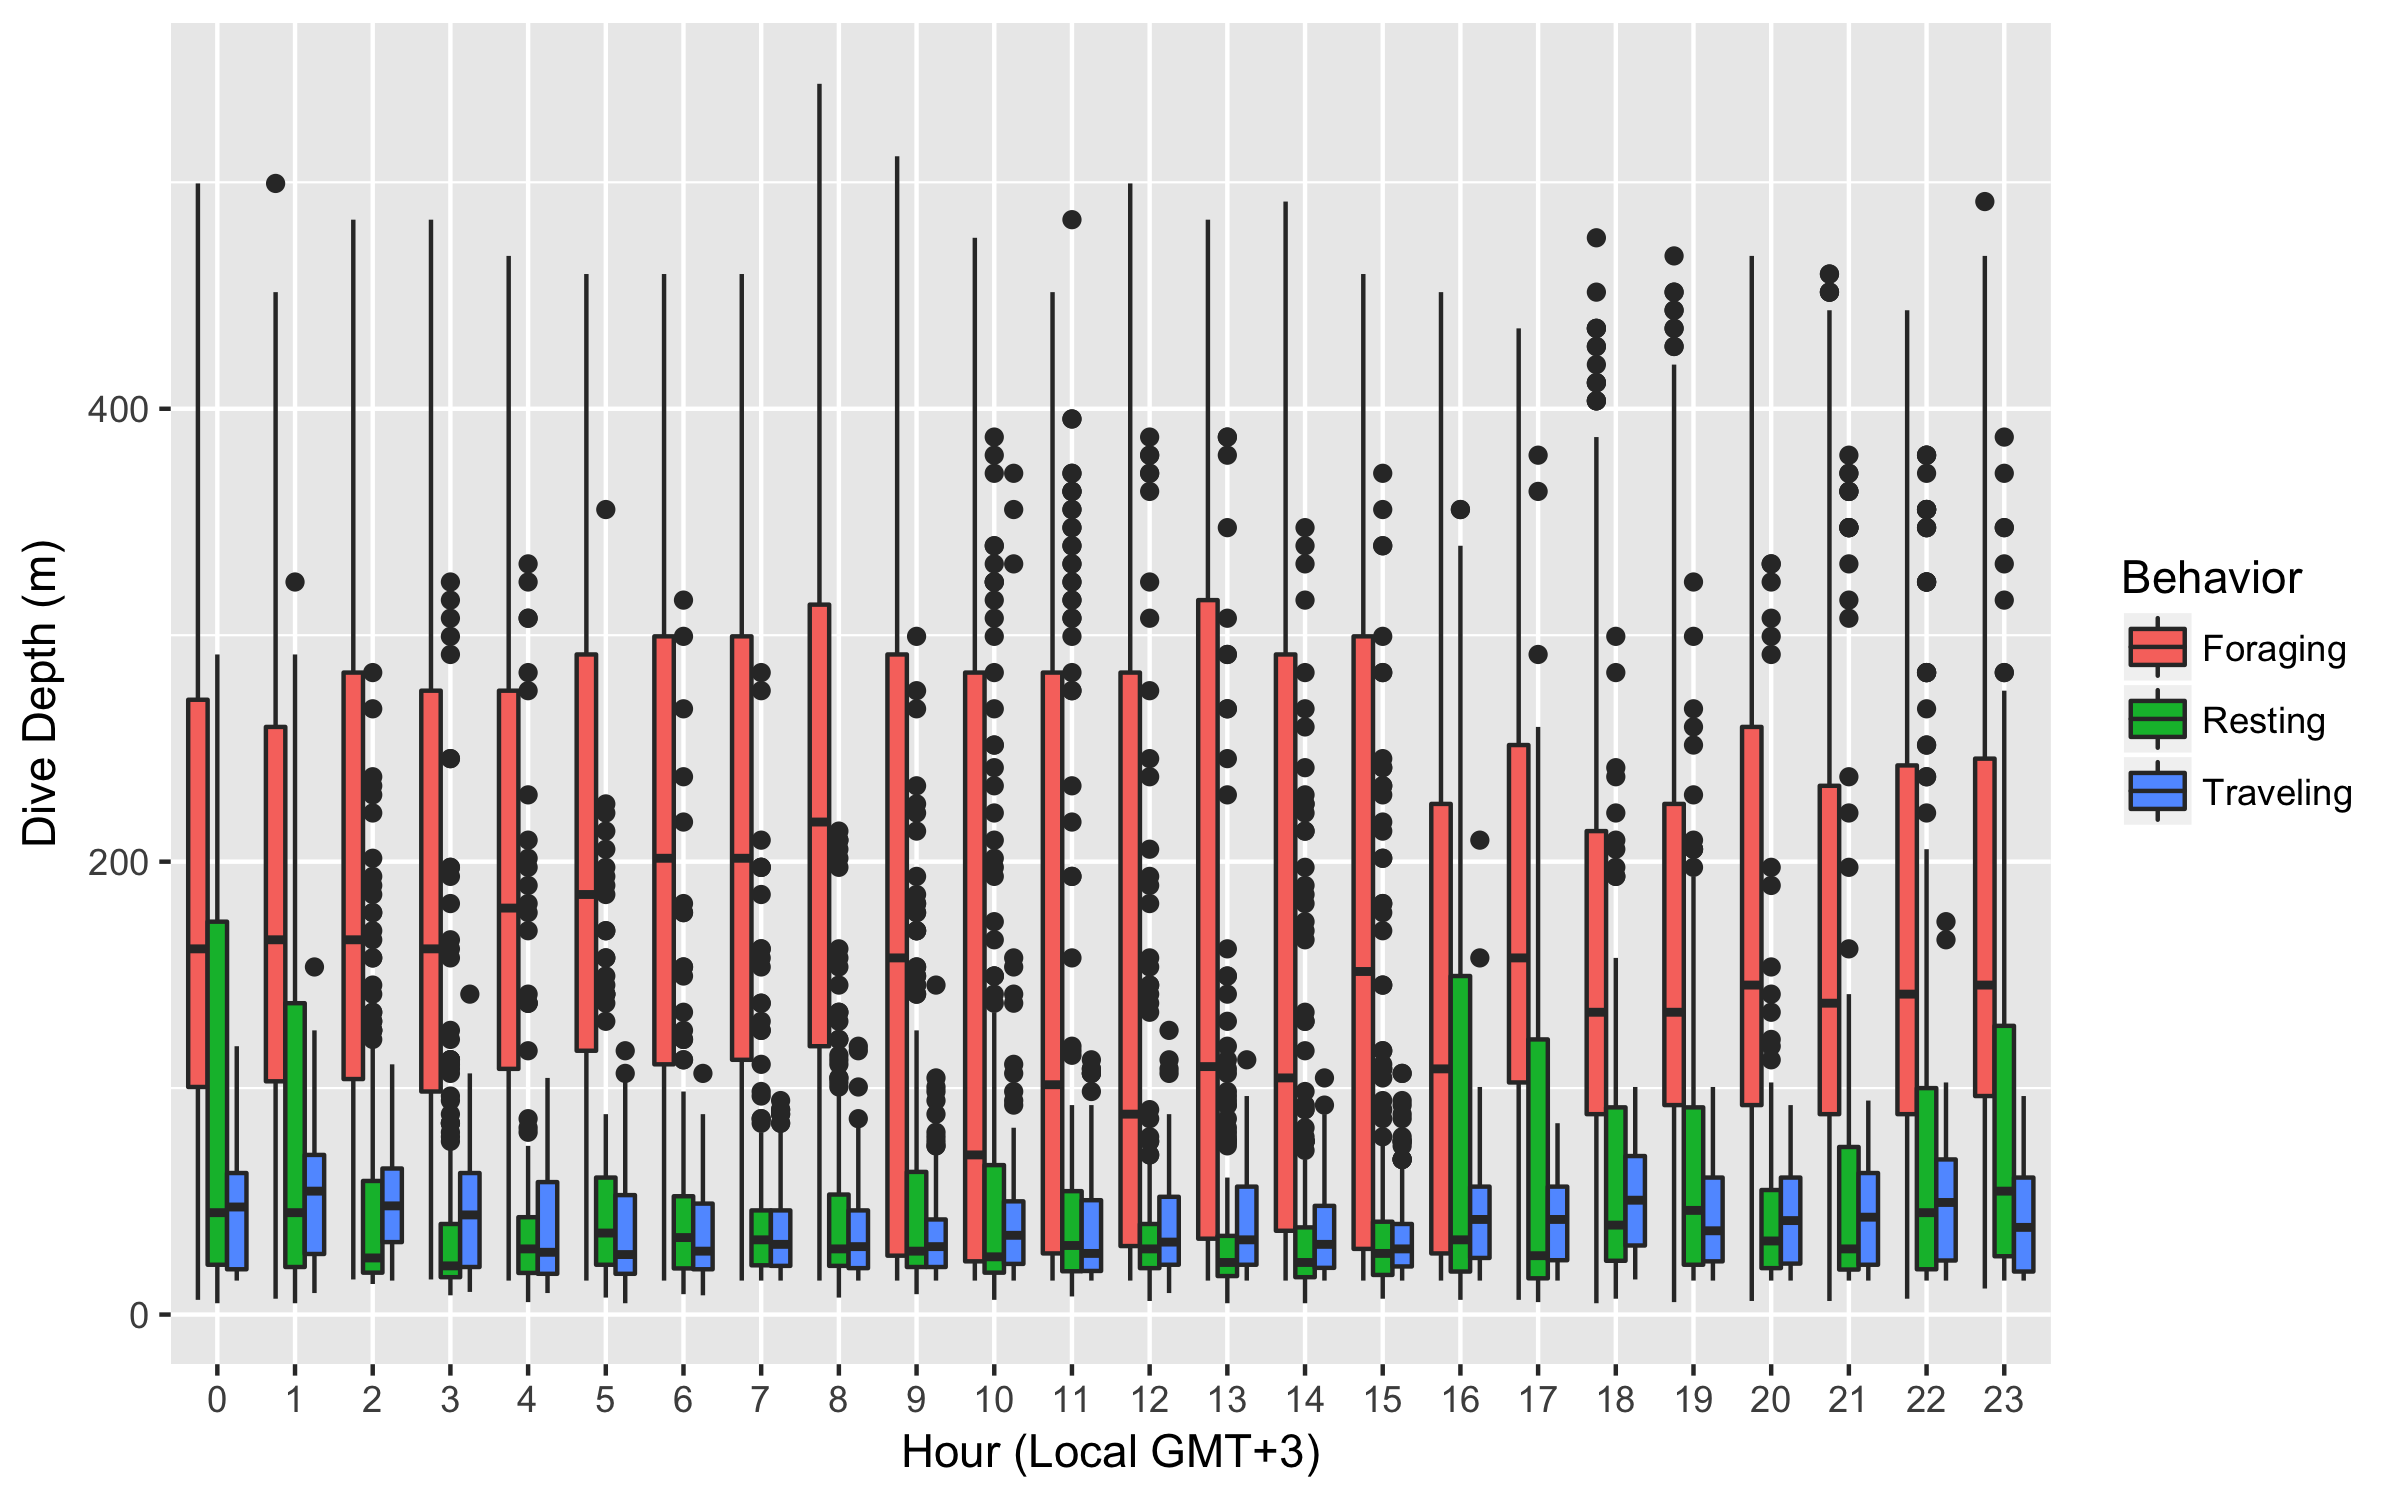 Dive Depth (m)
400
200
0
0 1 2 3 4 5 6 7 8 9 10 11 12 13 14 15 16 17 18 19 20 21 22 23
Hour (Local GMT+3)
Behavior
Foraging
Resting
Traveling